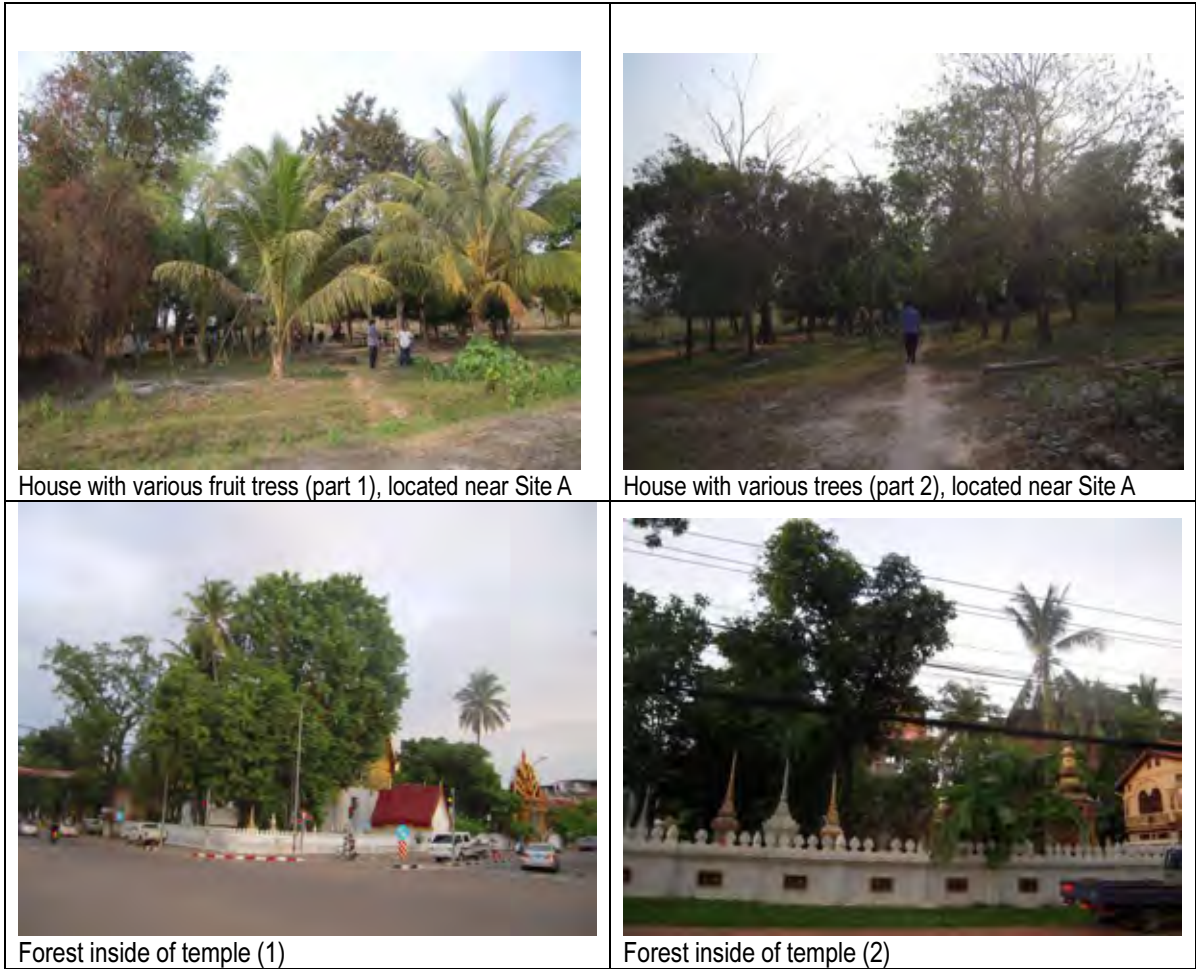 House with various fruit tress (part 1), located near Site A
House with various trees (part 2), located near Site A
Forest inside of temple (1)
Forest inside of temple (2)